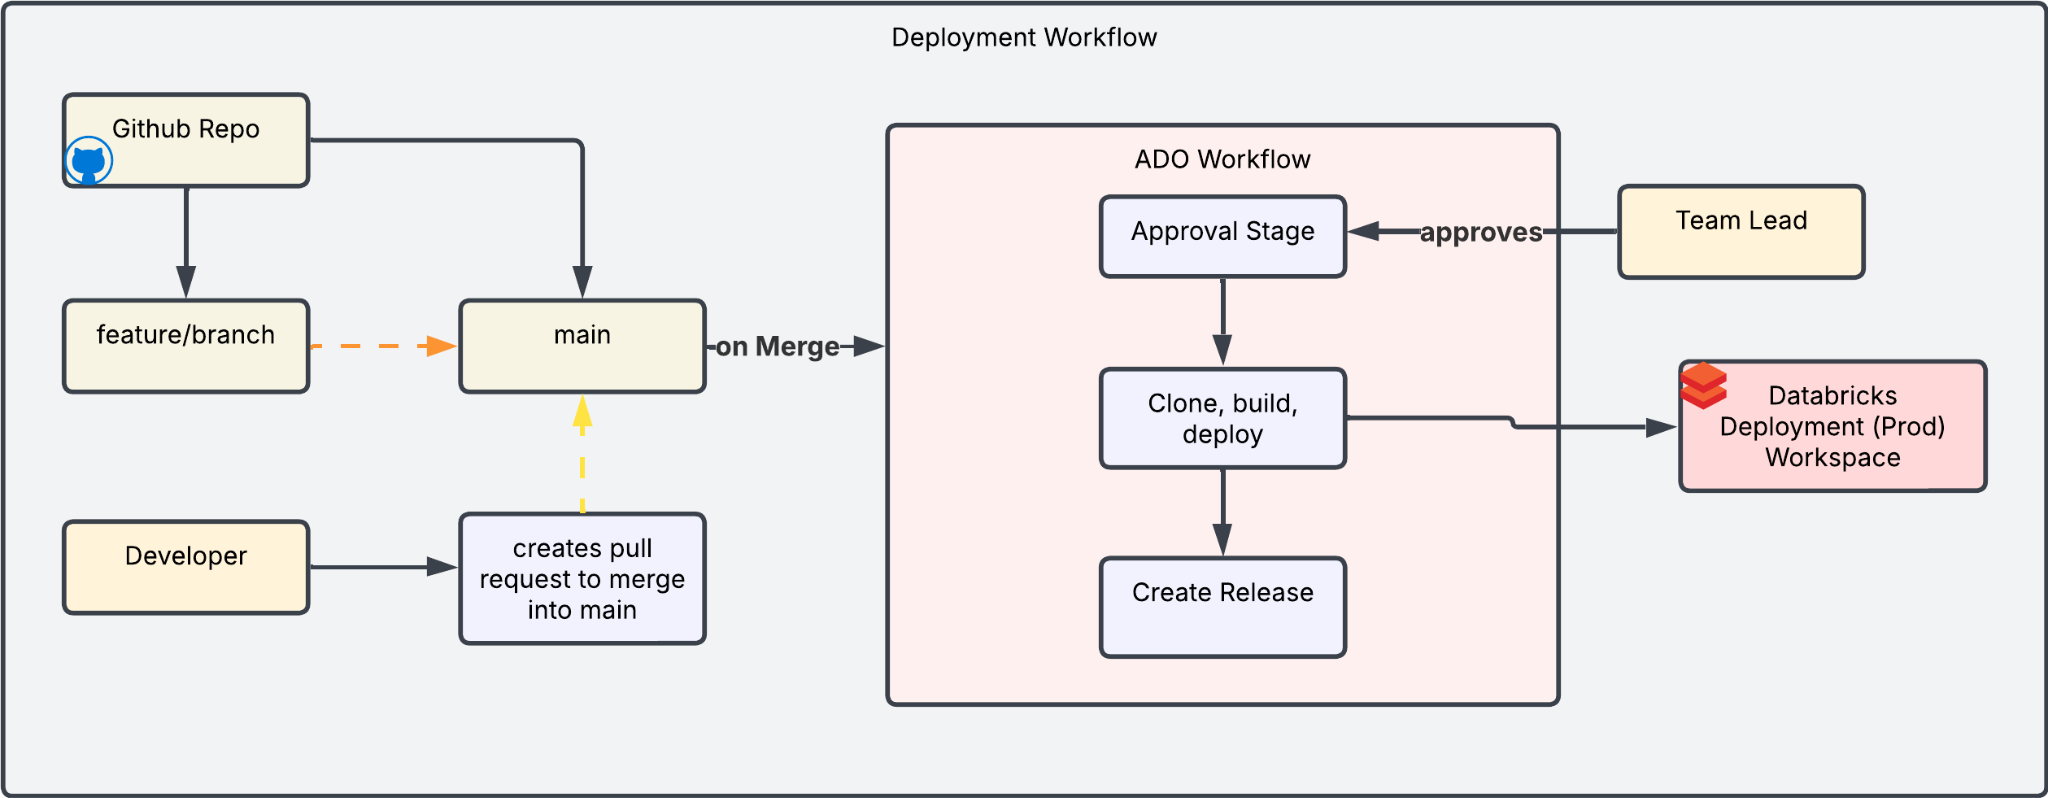 Deployment Workflow
Github Repo
feature/branch
main
on Merge
Developer
creates pull
request to merge
into main
ADO Workflow
Approval Stage
approves
Team Lead
Clone, build,
deploy
Create Release
Databricks
Deployment (Prod)
Workspace